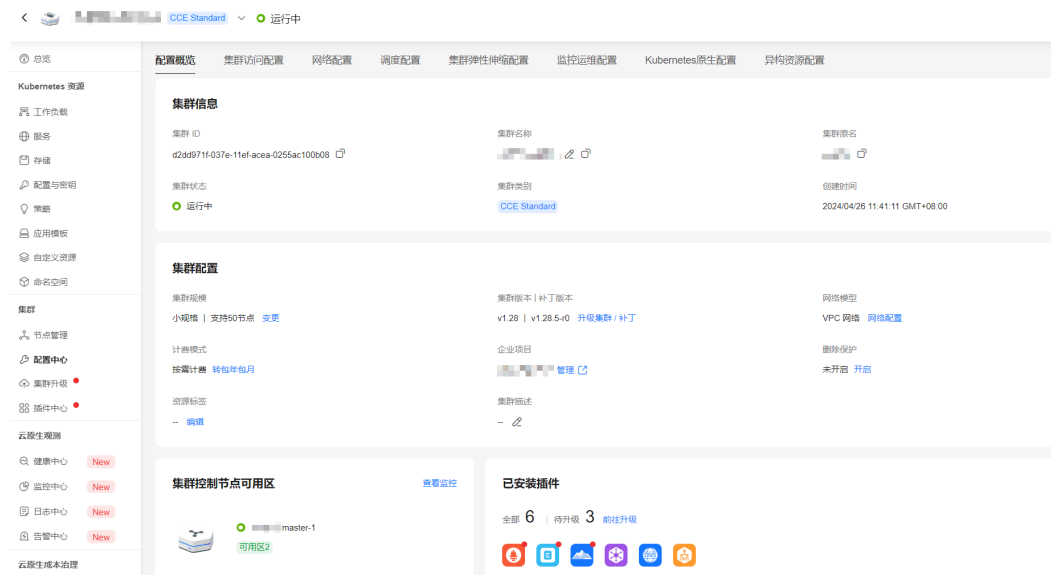 CCE Standard 运行中
总览
Kubernetes 资源
工作负载
服务
存储
配置与密钥
策略
应用模板
自定义资源
命名空间
集群
节点管理
配置中心
集群升级
插件中心
云原生观测
健康中心 New
监控中心 New
日志中心 New
告警中心 New
云原生成本治理
配置概览 集群访问配置 网络配置 调度配置 集群弹性伸缩配置 监控运维配置 Kubernetes原生配置 异构资源配置
集群信息
集群 ID 集群名称 集群原名
d2dd971f-037e-11ef-acea-0255ac100b08
集群状态 集群类别 创建时间
运行中 CCE Standard 2024/04/26 11:41:11 GMT+08:00
集群配置
集群规模 集群版本 | 补丁版本 网络模型
小规格 | 支持50节点 变更 v1.28 | v1.28.5-r0 升级集群 / 补丁 VPC 网络 网络配置
计费模式 企业项目 删除保护
按需计费 转包年包月 管理 未开启 开启
资源标签 集群描述
-- 编辑 --
集群控制节点可用区 查看监控
master-1
可用区2
已安装插件
全部 6 | 待升级 3 前往升级